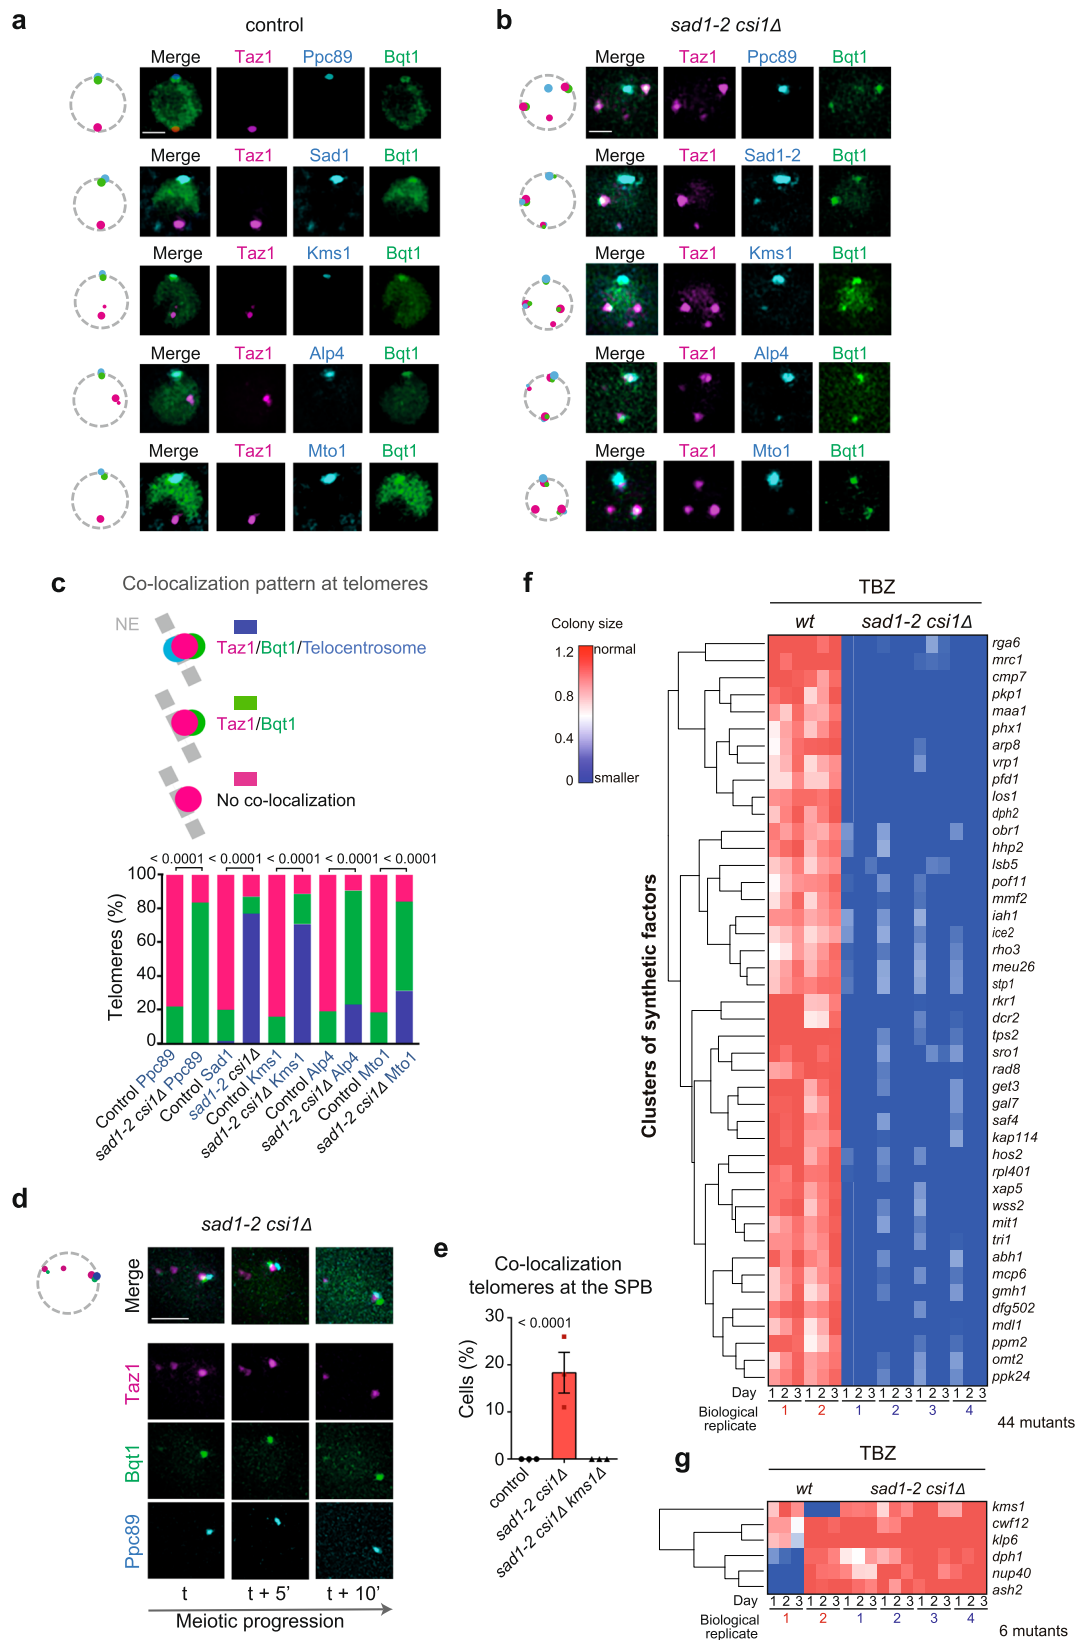 a
control
Merge Taz1 Ppc89 Bqt1
Merge Taz1 Sad1 Bqt1
Merge Taz1 Kms1 Bqt1
Merge Taz1 Alp4 Bqt1
Merge Taz1 Mto1 Bqt1
b
sad1-2 csi1Δ
Merge Taz1 Ppc89 Bqt1
Merge Taz1 Sad1-2 Bqt1
Merge Taz1 Kms1 Bqt1
Merge Taz1 Alp4 Bqt1
Merge Taz1 Mto1 Bqt1
c
Co-localization pattern at telomeres
NE
Taz1/Bqt1/Telocentrosome
Taz1/Bqt1
No co-localization
< 0.0001 < 0.0001 < 0.0001 < 0.0001 < 0.0001
Telomeres (%)
100
80
60
40
20
0
Control Ppc89
sad1-2 csi1Δ Ppc89
Control Sad1
sad1-2 csi1Δ
Control Kms1
sad1-2 csi1Δ Kms1
Control Alp4
sad1-2 csi1Δ Alp4
Control Mto1
sad1-2 csi1Δ Mto1
d
sad1-2 csi1Δ
Merge
Taz1
Bqt1
Ppc89
t t + 5' t + 10'
Meiotic progression
e
Co-localization
telomeres at the SPB
< 0.0001
Cells (%)
30
20
10
0
control
sad1-2 csi1Δ
sad1-2 csi1Δ kms1Δ
f
TBZ
wt sad1-2 csi1Δ
Colony size
1.2 normal
0.8
0.4
0 smaller
Clusters of synthetic factors
rga6
mrc1
cmp7
pkp1
maa1
phx1
arp8
vrp1
pfd1
los1
dph2
obr1
hhp2
lsb5
pof11
mmf2
iah1
ice2
rho3
meu26
stp1
rkr1
dcr2
tps2
sro1
rad8
get3
gal7
saf4
kap114
hos2
rpl401
xap5
wss2
mit1
tri1
abh1
mcp6
gmh1
dfg502
mdl1
ppm2
omt2
ppk24
Day 1 2 3 1 2 3 1 2 3 1 2 3 1 2 3 1 2 3
Biological
replicate 1 2 1 2 3 4
44 mutants
g
TBZ
wt sad1-2 csi1Δ
kms1
cwf12
klp6
dph1
nup40
ash2
Day 1 2 3 1 2 3 1 2 3 1 2 3 1 2 3 1 2 3
Biological
replicate 1 2 1 2 3 4
6 mutants